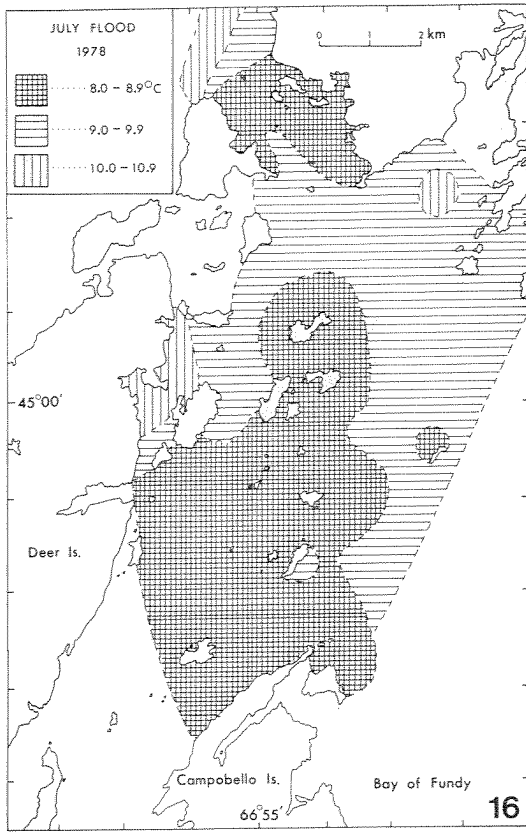 JULY FLOOD
1978
8.0 – 8.9°C
9.0 – 9.9
10.0 – 10.9
0 1 2 km
45°00'
Deer Is.
Campobello Is.
Bay of Fundy
66°55'
16